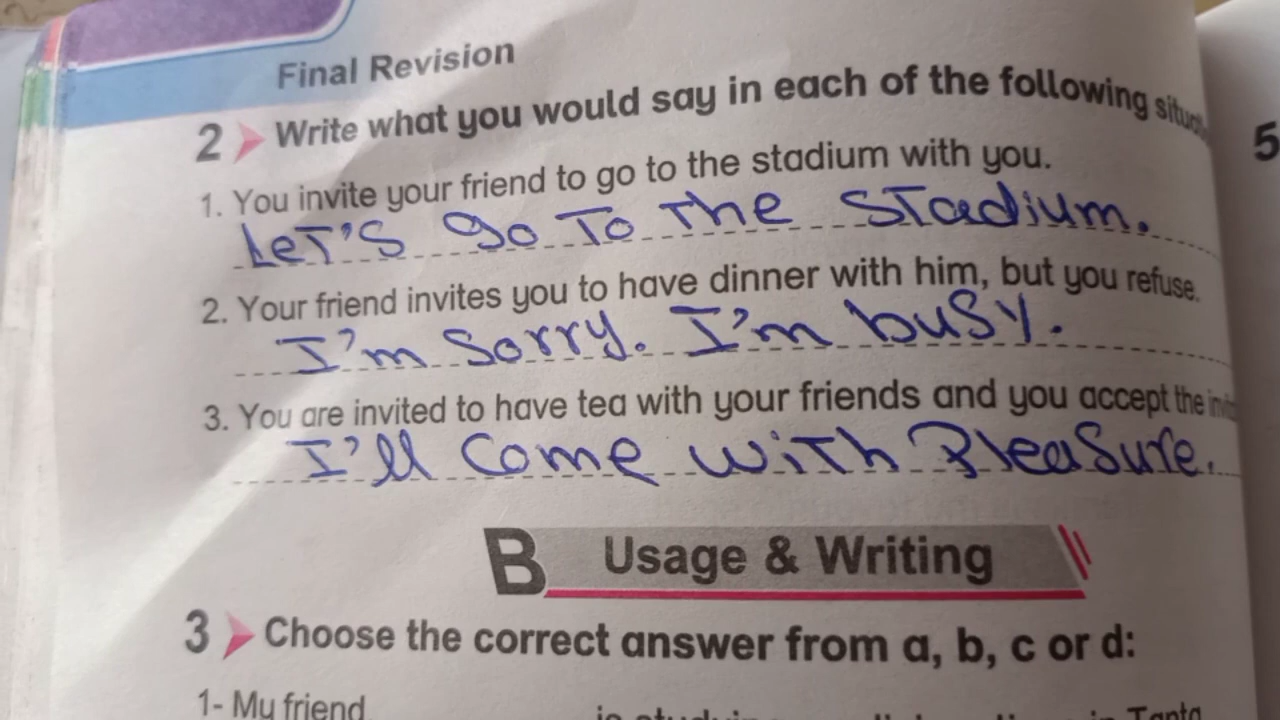 Final Revision
2 Write what you would say in each of the following
1. You invite your friend to go to the stadium with you.
LeT's go To The STadium.
2. Your friend invites you to have dinner with him, but you refuse.
I'm Sorry. I'm buSy.
3. You are invited to have tea with your friends and you accept the
I'll Come wiTh PleaSure.
B Usage & Writing
3 Choose the correct answer from a, b, c or d:
1- My friend is in Tanta
5